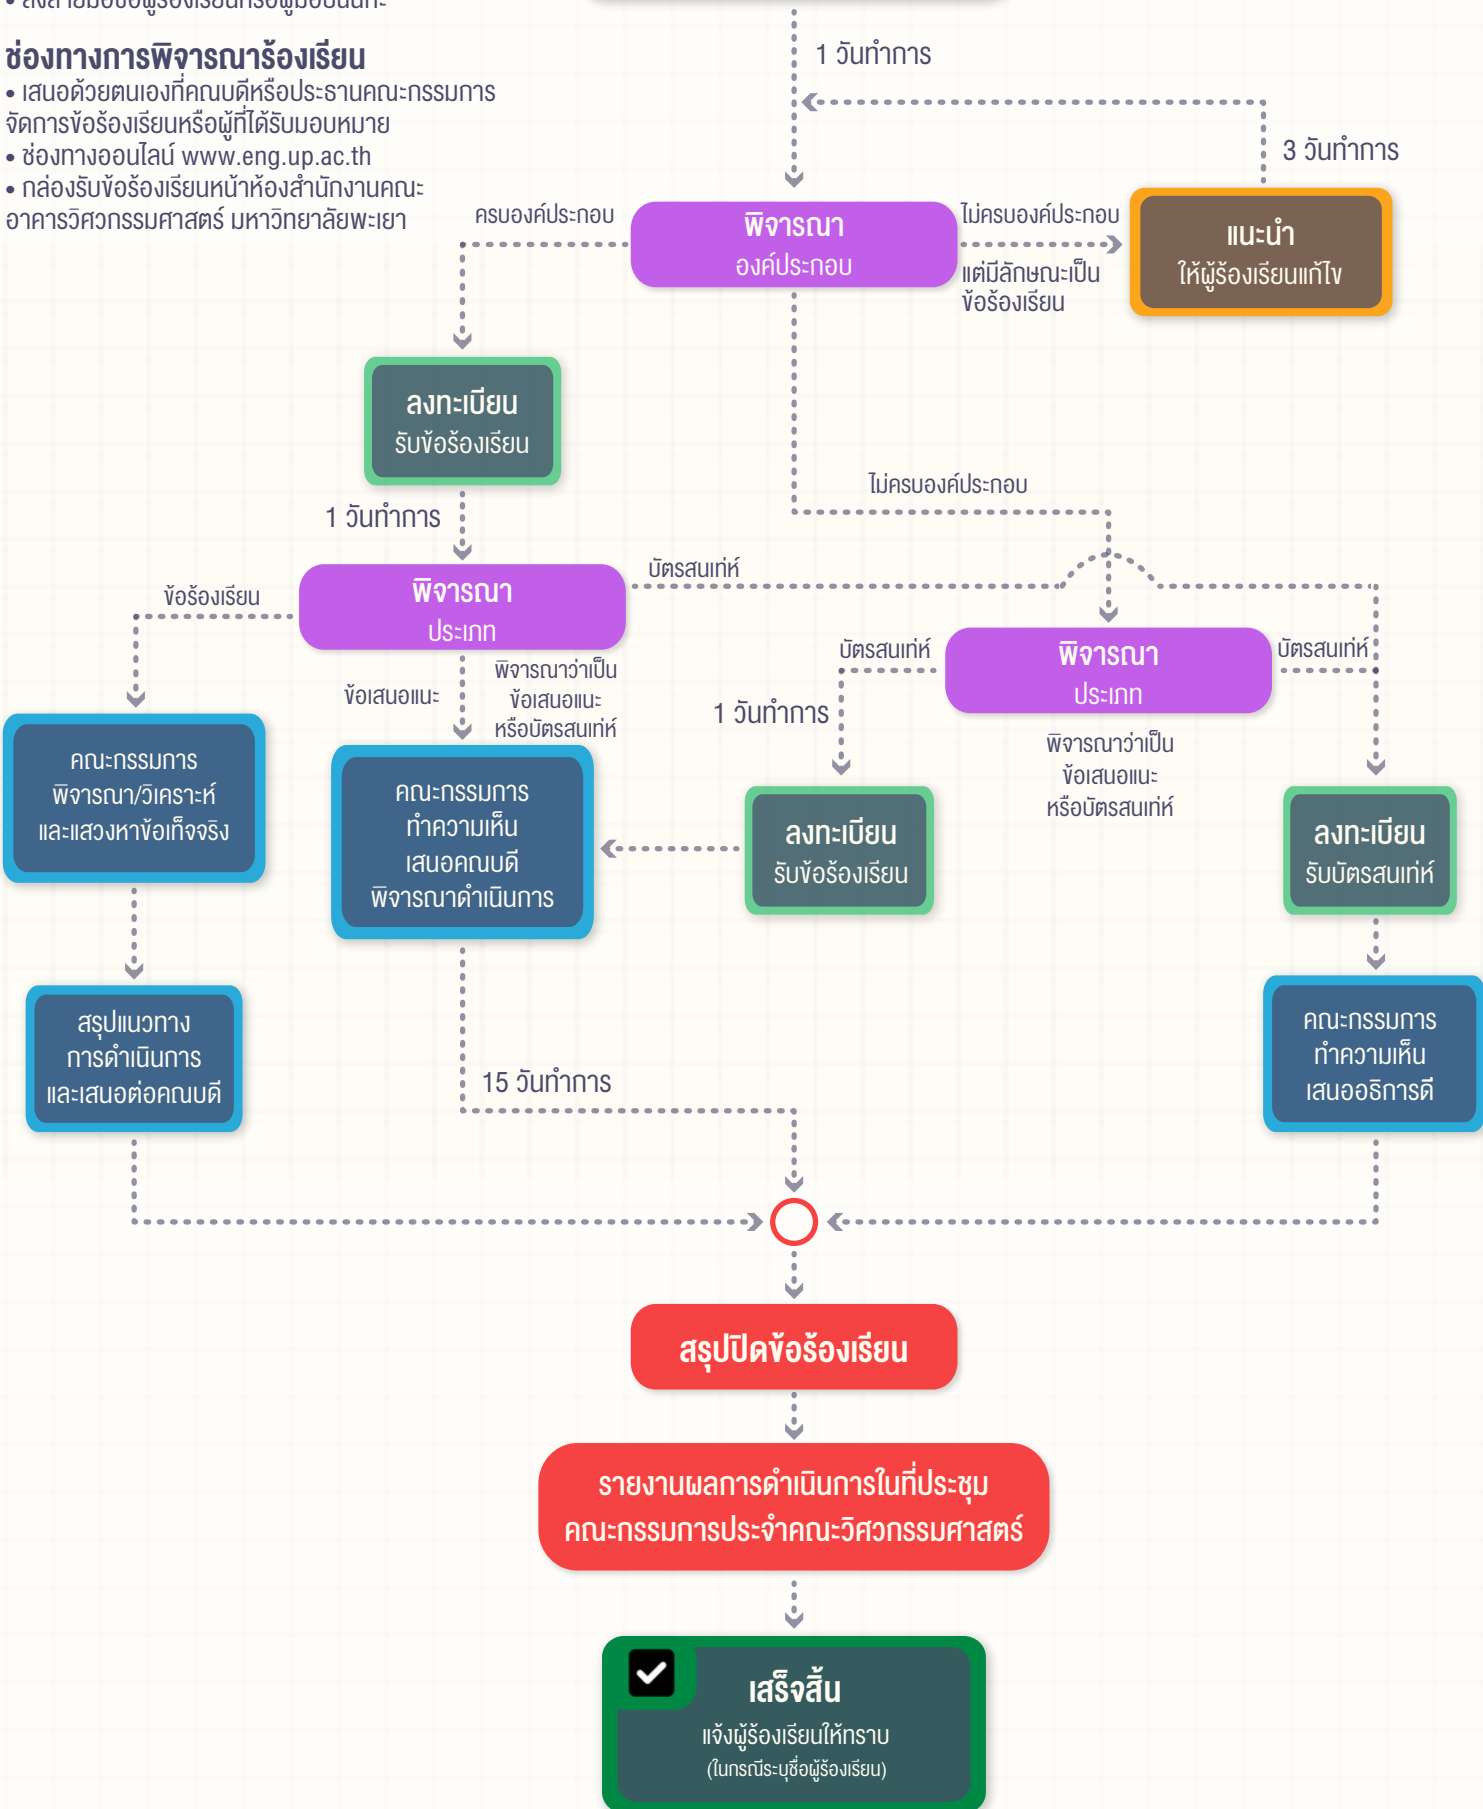 ช่องทางการพิจารณาร้องเรียน
• เสนอด้วยตนเองที่คณบดีหรือประธานคณะกรรมการ
จัดการข้อร้องเรียนหรือผู้ที่ได้รับมอบหมาย
• ช่องทางออนไลน์ www.eng.up.ac.th
• กล่องรับข้อร้องเรียนหน้าห้องสำนักงานคณะ
อาคารวิศวกรรมศาสตร์ มหาวิทยาลัยพะเยา
1 วันทำการ
3 วันทำการ
ครบองค์ประกอบ
พิจารณา
องค์ประกอบ
ไม่ครบองค์ประกอบ
แต่มีลักษณะเป็น
ข้อร้องเรียน
แนะนำ
ให้ผู้ร้องเรียนแก้ไข
ลงทะเบียน
รับข้อร้องเรียน
ไม่ครบองค์ประกอบ
1 วันทำการ
ข้อร้องเรียน
พิจารณา
ประเภท
บัตรสนเท่ห์
ข้อเสนอแนะ
พิจารณาว่าเป็น
ข้อเสนอแนะ
หรือบัตรสนเท่ห์
บัตรสนเท่ห์
พิจารณา
ประเภท
บัตรสนเท่ห์
1 วันทำการ
พิจารณาว่าเป็น
ข้อเสนอแนะ
หรือบัตรสนเท่ห์
คณะกรรมการ
พิจารณา/วิเคราะห์
และแสวงหาข้อเท็จจริง
คณะกรรมการ
ทำความเห็น
เสนอคณบดี
พิจารณาดำเนินการ
ลงทะเบียน
รับข้อร้องเรียน
ลงทะเบียน
รับบัตรสนเท่ห์
สรุปแนวทาง
การดำเนินการ
และเสนอต่อคณบดี
15 วันทำการ
คณะกรรมการ
ทำความเห็น
เสนออธิการดี
สรุปปิดข้อร้องเรียน
รายงานผลการดำเนินการในที่ประชุม
คณะกรรมการประจำคณะวิศวกรรมศาสตร์
เสร็จสิ้น
แจ้งผู้ร้องเรียนให้ทราบ
(ในกรณีระบุชื่อผู้ร้องเรียน)